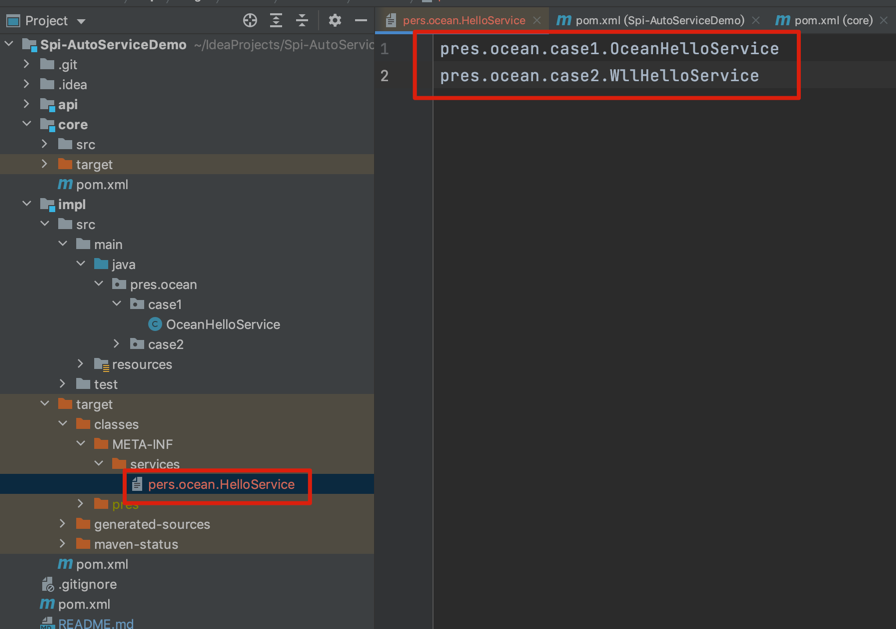 Project
Spi-AutoServiceDemo ~/IdeaProjects/Spi-AutoServic
.git
.idea
api
core
src
target
pom.xml
impl
src
main
java
pres.ocean
case1
OceanHelloService
case2
resources
test
target
classes
META-INF
services
pers.ocean.HelloService
pres
generated-sources
maven-status
pom.xml
.gitignore
pom.xml
README.md
pers.ocean.HelloService
pom.xml (Spi-AutoServiceDemo)
pom.xml (core)
1 pres.ocean.case1.OceanHelloService
2 pres.ocean.case2.WllHelloService